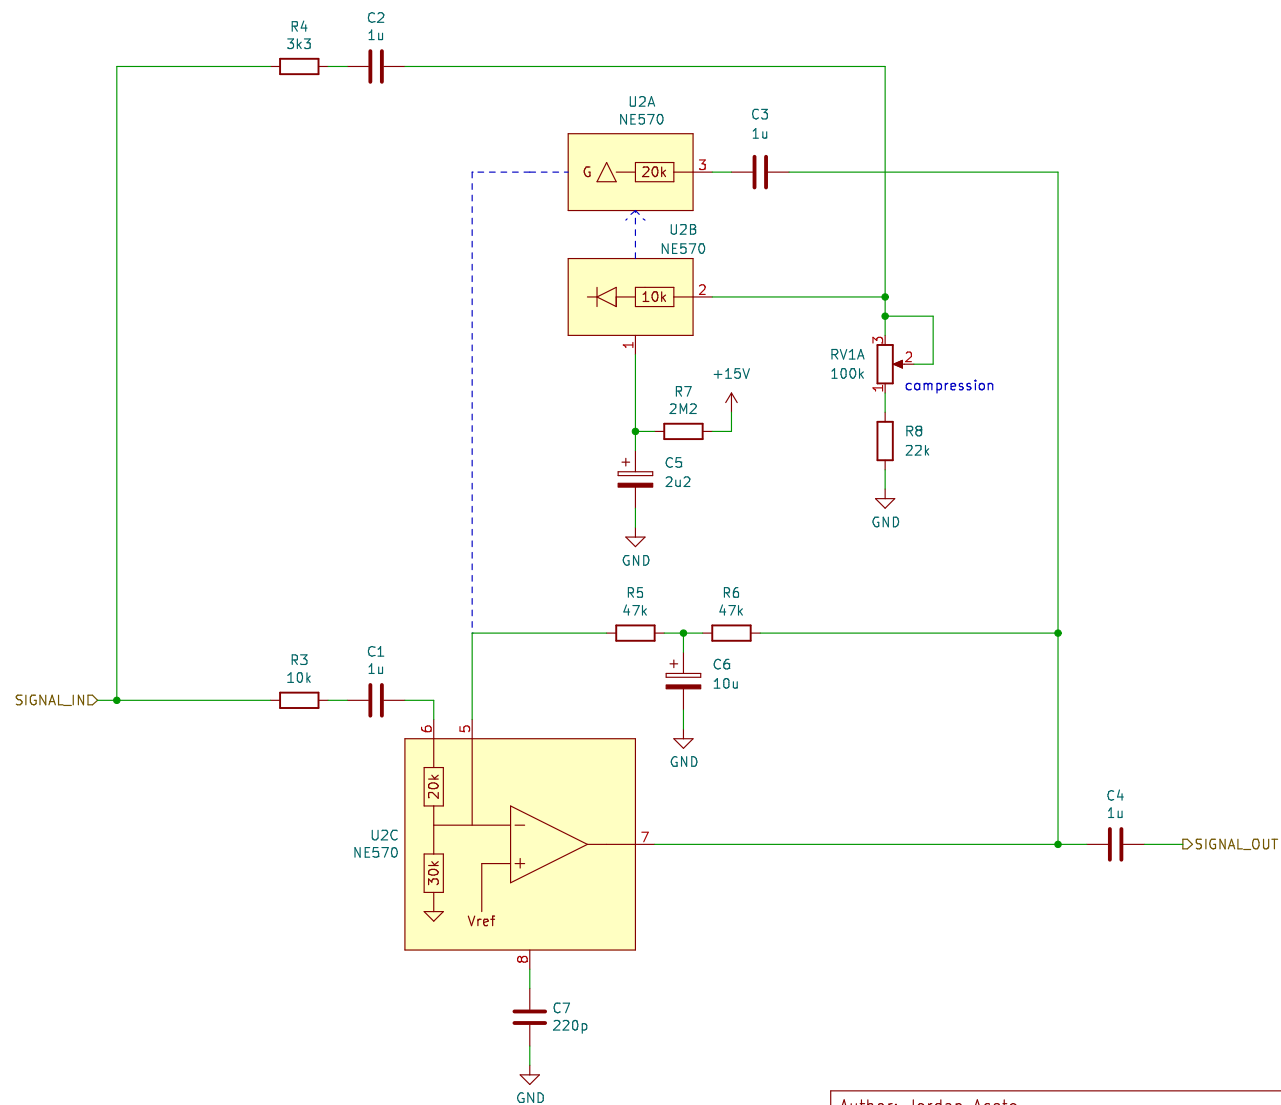 C2
1u
R4
3k3
U2A
NE570
C3
1u
G
20k
3
U2B
NE570
10k
2
1
RV1A
100k
3
2
1
campression
+15V
R7
2M2
R8
22k
C5
2u2
GND
GND
R5
47k
R6
47k
C6
10u
GND
R3
10k
C1
1u
SIGNAL_IN
6
5
20k
30k
U2C
NE570
Vref
7
8
C4
1u
SIGNAL_OUT
C7
220p
GND